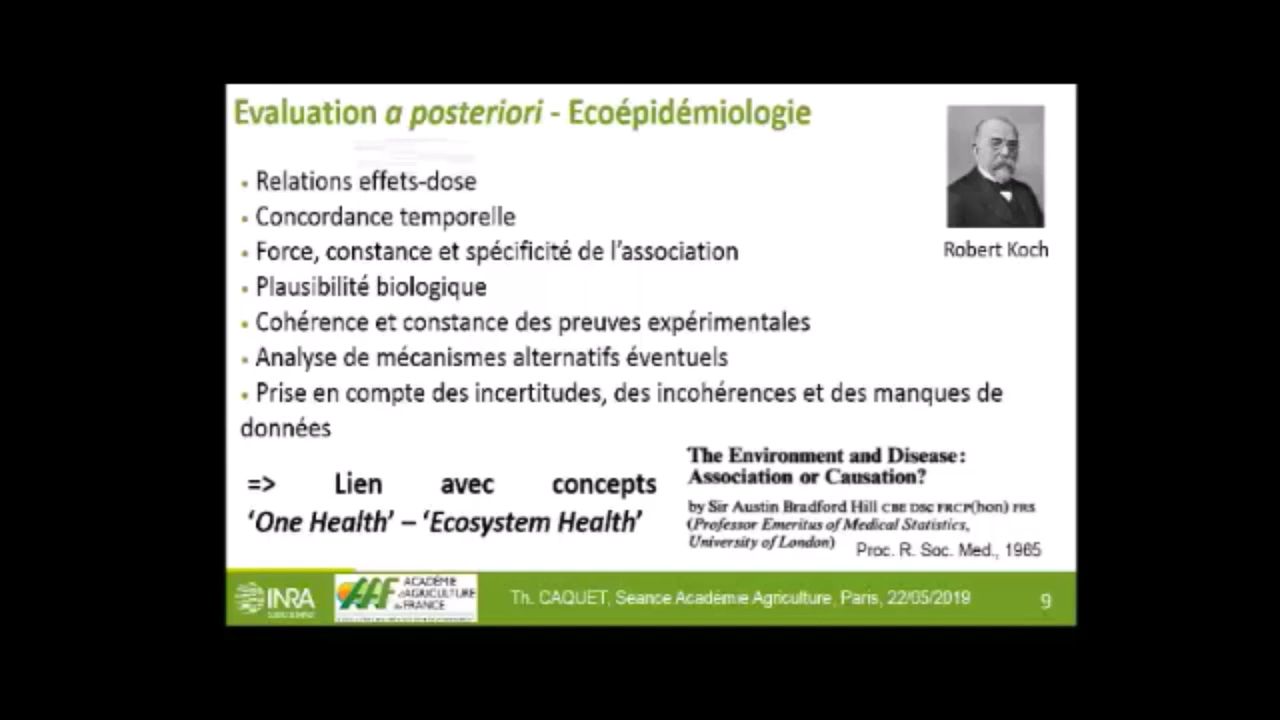 Evaluation a posteriori - Ecoépidémiologie
Robert Koch
• Relations effets-dose
• Concordance temporelle
• Force, constance et spécificité de l'association
• Plausibilité biologique
• Cohérence et constance des preuves expérimentales
• Analyse de mécanismes alternatifs éventuels
• Prise en compte des incertitudes, des incohérences et des manques de
données
=> Lien avec concepts
'One Health' – 'Ecosystem Health'
The Environment and Disease:
Association or Causation?
by Sir Austin Bradford Hill CBE DSC FRCP(hon) FRS
(Professor Emeritus of Medical Statistics,
University of London)
Proc. R. Soc. Med., 1965
INRA
AAF
ACADÉMIE
d'AGRICULTURE
de FRANCE
Th. CAQUET, Seance Académie Agriculture, Paris, 22/05/2019
9